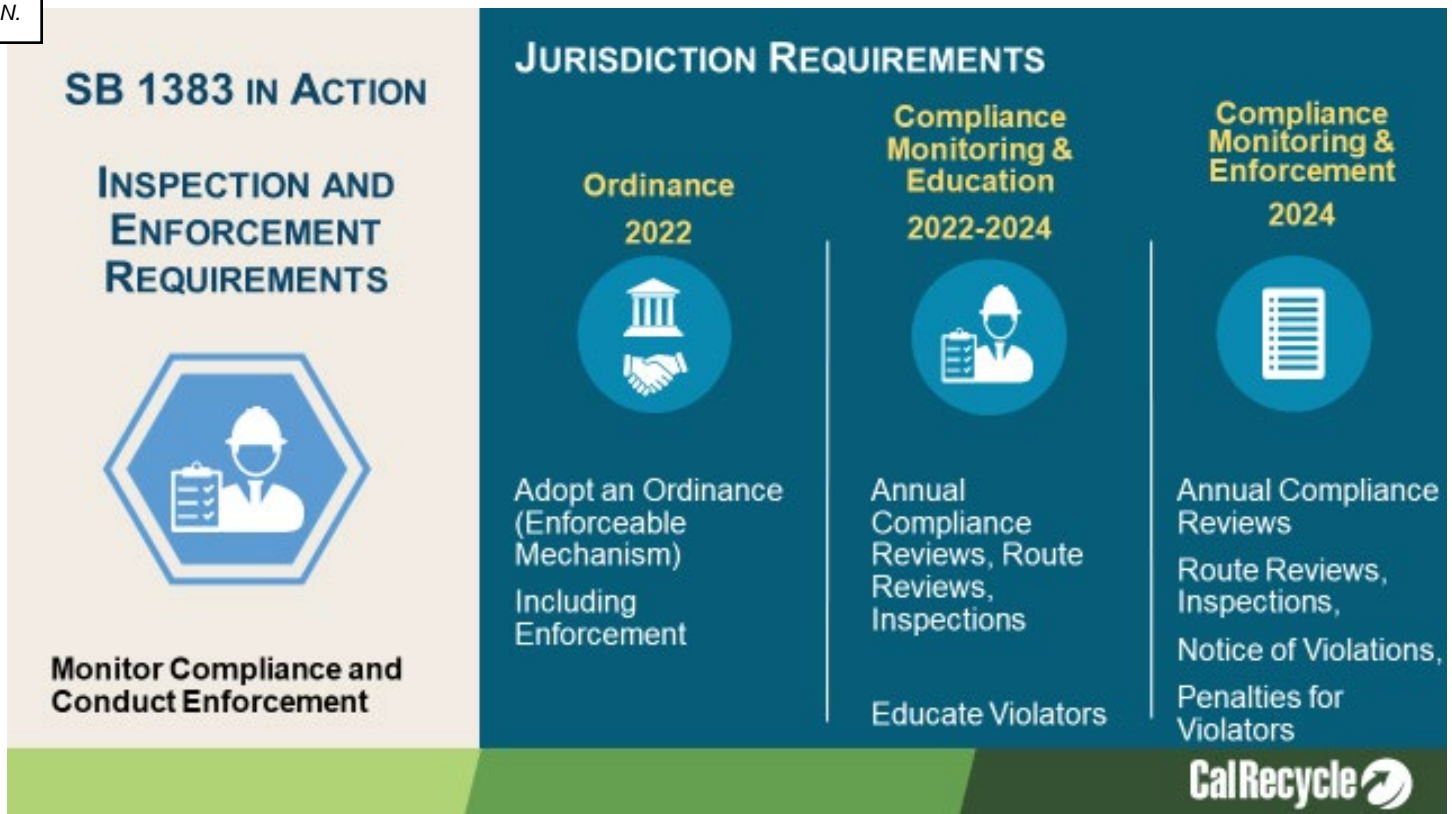 N.
SB 1383 IN ACTION
INSPECTION AND
ENFORCEMENT
REQUIREMENTS
Monitor Compliance and
Conduct Enforcement
JURISDICTION REQUIREMENTS
Ordinance
2022
Adopt an Ordinance
(Enforceable
Mechanism)
Including
Enforcement
Compliance
Monitoring &
Education
2022-2024
Annual
Compliance
Reviews, Route
Reviews,
Inspections
Educate Violators
Compliance
Monitoring &
Enforcement
2024
Annual Compliance
Reviews
Route Reviews,
Inspections,
Notice of Violations,
Penalties for
Violators
CalRecycle